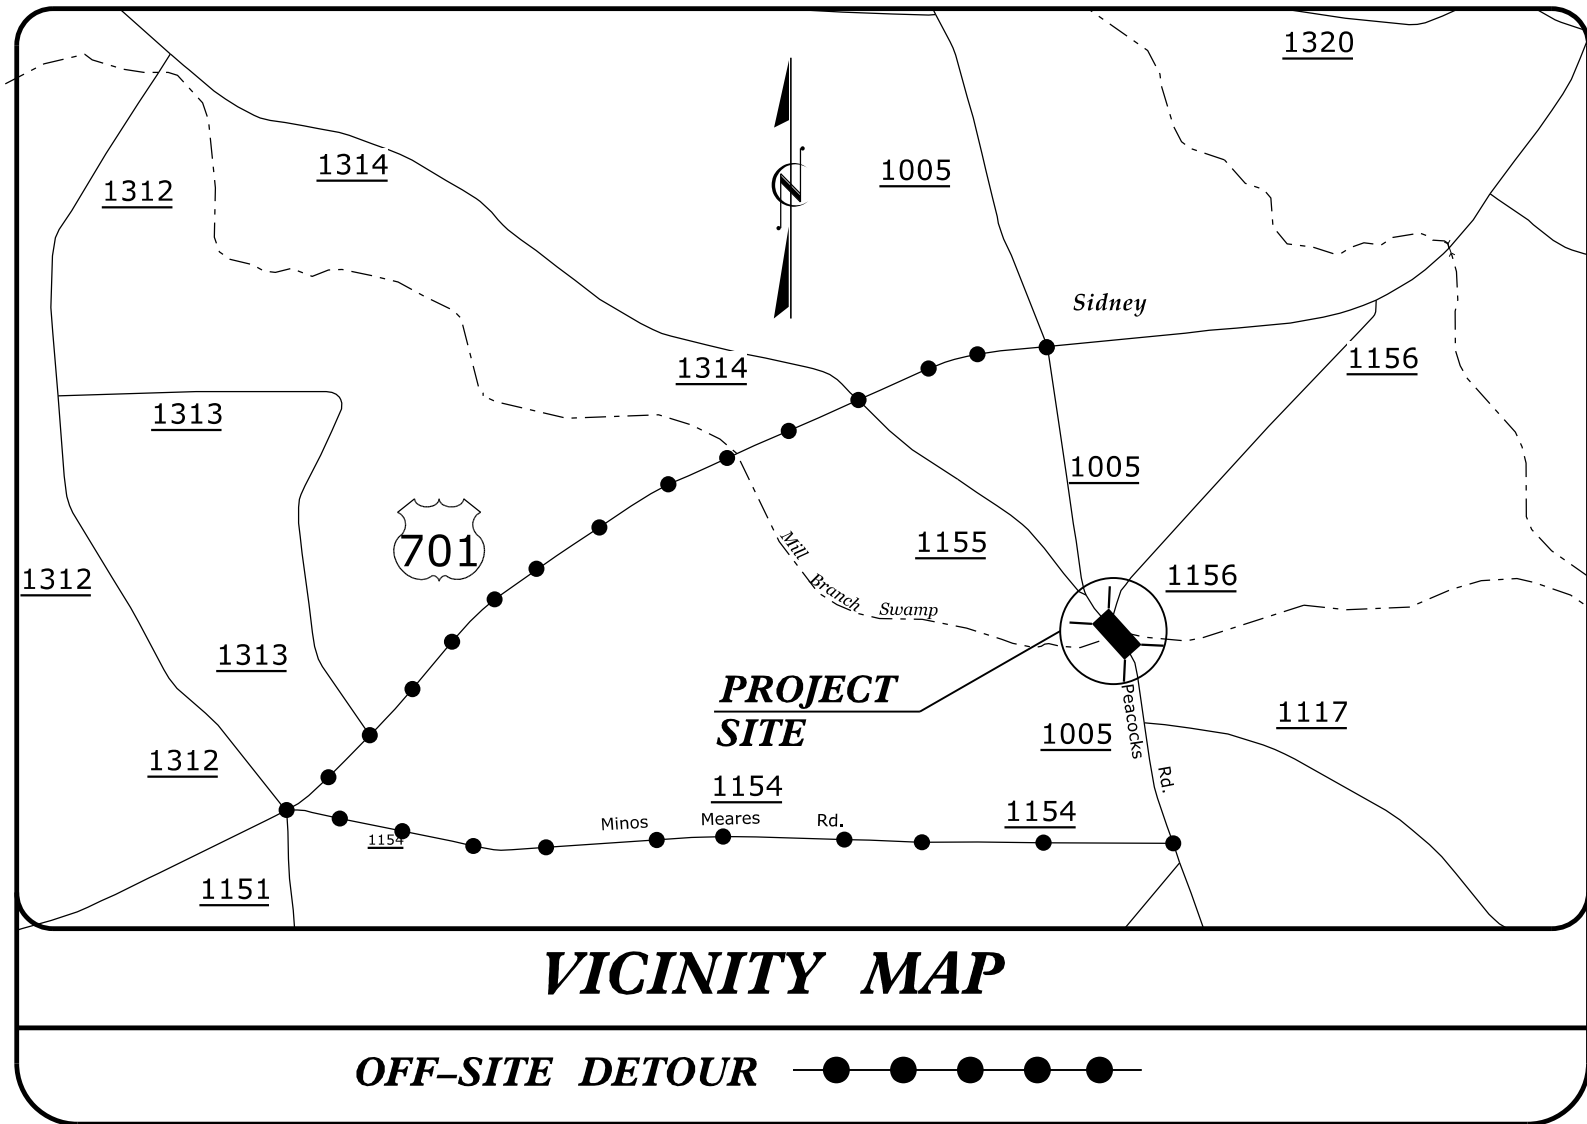 1320
1314
1005
1312
Sidney
1314
1156
1313
1005
701
1155
Mill
Branch
Swamp
1312
1156
1313
PROJECT
SITE
Peacocks
Rd.
1005
1117
1312
1154
Minos
Meares
Rd.
1154
1154
1151
VICINITY MAP
OFF–SITE DETOUR